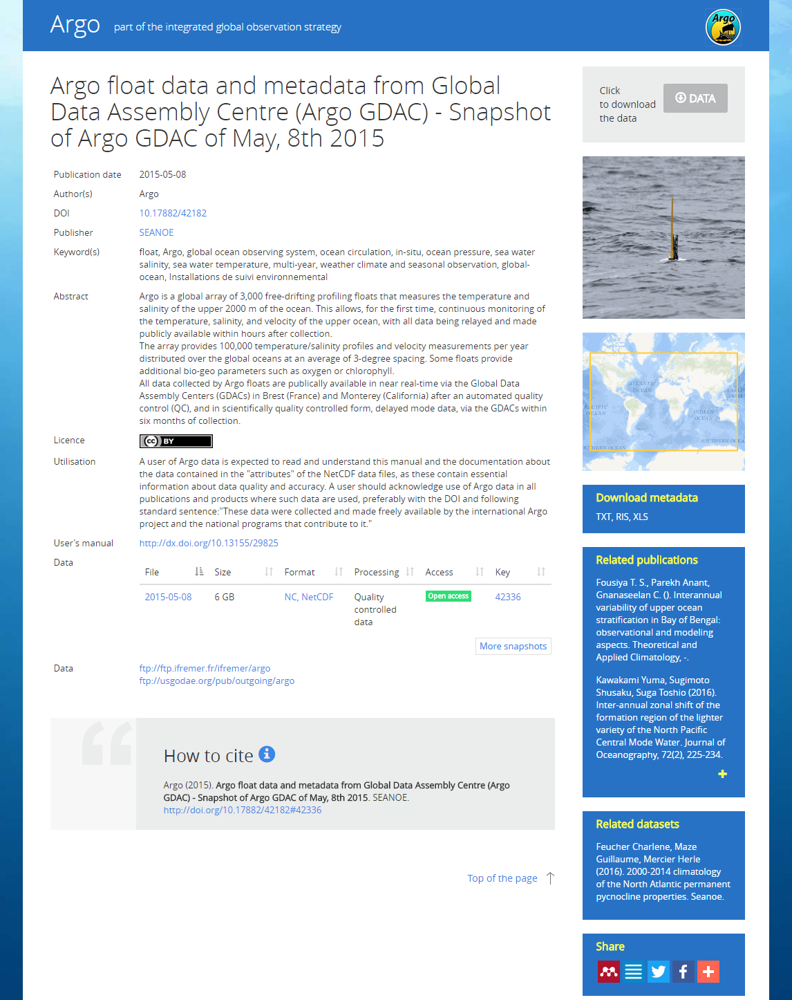 Argo part of the integrated global observation strategy
Argo
Argo float data and metadata from Global
Data Assembly Centre (Argo GDAC) - Snapshot
of Argo GDAC of May, 8th 2015
Publication date 2015-05-08
Author(s) Argo
DOI 10.17882/42182
Publisher SEANOE
Keyword(s) float, Argo, global ocean observing system, ocean circulation, in-situ, ocean pressure, sea water
salinity, sea water temperature, multi-year, weather climate and seasonal observation, global-
ocean, Installations de suivi environnemental
Abstract Argo is a global array of 3,000 free-drifting profiling floats that measures the temperature and
salinity of the upper 2000 m of the ocean. This allows, for the first time, continuous monitoring of
the temperature, salinity, and velocity of the upper ocean, with all data being relayed and made
publicly available within hours after collection.
The array provides 100,000 temperature/salinity profiles and velocity measurements per year
distributed over the global oceans at an average of 3-degree spacing. Some floats provide
additional bio-geo parameters such as oxygen or chlorophyll.
All data collected by Argo floats are publically available in near real-time via the Global Data
Assembly Centers (GDACs) in Brest (France) and Monterey (California) after an automated quality
control (QC), and in scientifically quality controlled form, delayed mode data, via the GDACs within
six months of collection.
Licence cc BY
Utilisation A user of Argo data is expected to read and understand this manual and the documentation about
the data contained in the "attributes" of the NetCDF data files, as these contain essential
information about data quality and accuracy. A user should acknowledge use of Argo data in all
publications and products where such data are used, preferably with the DOI and following
standard sentence:"These data were collected and made freely available by the international Argo
project and the national programs that contribute to it."
User's manual http://dx.doi.org/10.13155/29825
Data
File Size Format Processing Access Key
2015-05-08 6 GB NC, NetCDF Quality Open access 42336
controlled
data
More snapshots
Data ftp://ftp.ifremer.fr/ifremer/argo
ftp://usgodae.org/pub/outgoing/argo
How to cite
Argo (2015). Argo float data and metadata from Global Data Assembly Centre (Argo
GDAC) - Snapshot of Argo GDAC of May, 8th 2015. SEANOE.
http://doi.org/10.17882/42182#42336
Top of the page
Click
to download
the data
DATA
ATLANTIC
OCEAN
INDIAN
OCEAN
Download metadata
TXT, RIS, XLS
Related publications
Fousiya T. S., Parekh Anant,
Gnanaseelan C. (). Interannual
variability of upper ocean
stratification in Bay of Bengal:
observational and modeling
aspects. Theoretical and
Applied Climatology, -.
Kawakami Yuma, Sugimoto
Shusaku, Suga Toshio (2016).
Inter-annual zonal shift of the
formation region of the lighter
variety of the North Pacific
Central Mode Water. Journal of
Oceanography, 72(2), 225-234.
Related datasets
Feucher Charlene, Maze
Guillaume, Mercier Herle
(2016). 2000-2014 climatology
of the North Atlantic permanent
pycnocline properties. Seanoe.
Share